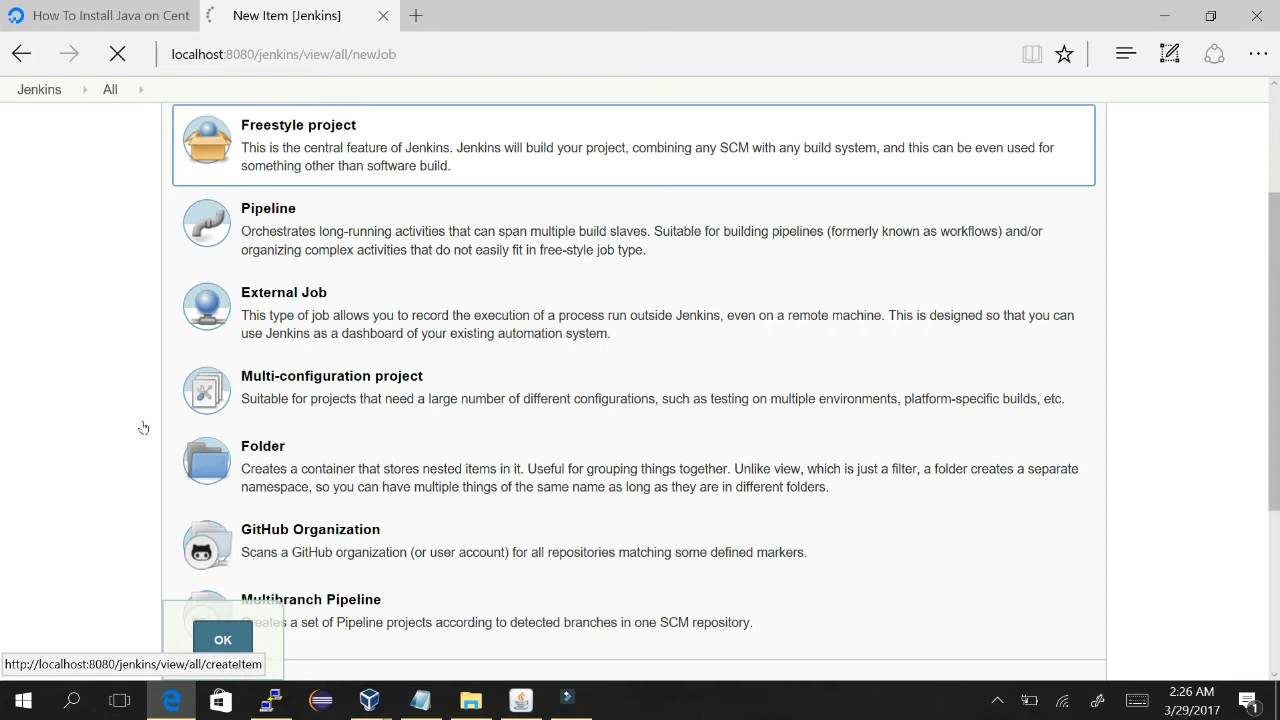 How To Install Java on Cent
New Item [Jenkins]
localhost:8080/jenkins/view/all/newJob
Jenkins
All
Freestyle project
This is the central feature of Jenkins. Jenkins will build your project, combining any SCM with any build system, and this can be even used for
something other than software build.
Pipeline
Orchestrates long-running activities that can span multiple build slaves. Suitable for building pipelines (formerly known as workflows) and/or
organizing complex activities that do not easily fit in free-style job type.
External Job
This type of job allows you to record the execution of a process run outside Jenkins, even on a remote machine. This is designed so that you can
use Jenkins as a dashboard of your existing automation system.
Multi-configuration project
Suitable for projects that need a large number of different configurations, such as testing on multiple environments, platform-specific builds, etc.
Folder
Creates a container that stores nested items in it. Useful for grouping things together. Unlike view, which is just a filter, a folder creates a separate
namespace, so you can have multiple things of the same name as long as they are in different folders.
GitHub Organization
Scans a GitHub organization (or user account) for all repositories matching some defined markers.
Multibranch Pipeline
Creates a set of Pipeline projects according to detected branches in one SCM repository.
OK
http://localhost:8080/jenkins/view/all/createItem
2:26 AM
3/29/2017
1